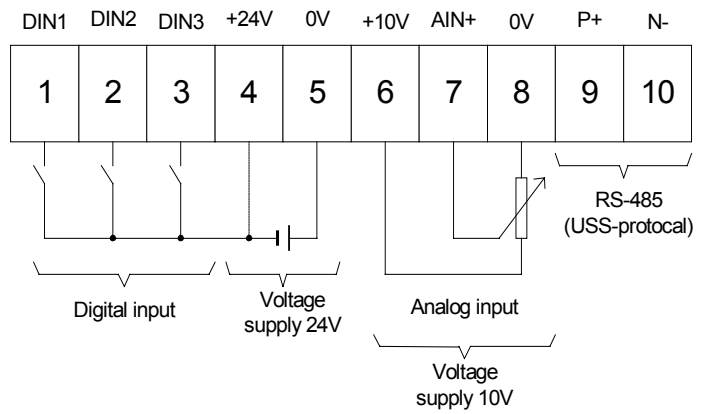 DIN1 DIN2 DIN3 +24V 0V +10V AIN+ 0V P+ N-
1 2 3 4 5 6 7 8 9 10
RS-485
(USS-protocal)
Digital input
Voltage
supply 24V
Analog input
Voltage
supply 10V